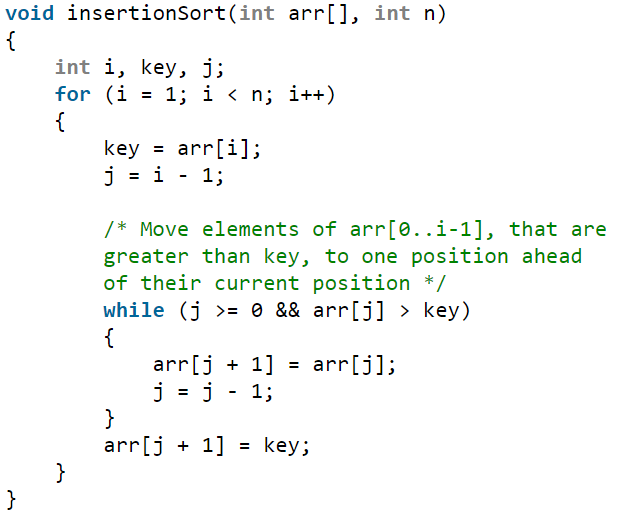 void insertionSort(int arr[], int n)
{
    int i, key, j;
    for (i = 1; i < n; i++)
    {
        key = arr[i];
        j = i - 1;

        /* Move elements of arr[0..i-1], that are
        greater than key, to one position ahead
        of their current position */
        while (j >= 0 && arr[j] > key)
        {
            arr[j + 1] = arr[j];
            j = j - 1;
        }
        arr[j + 1] = key;
    }
}